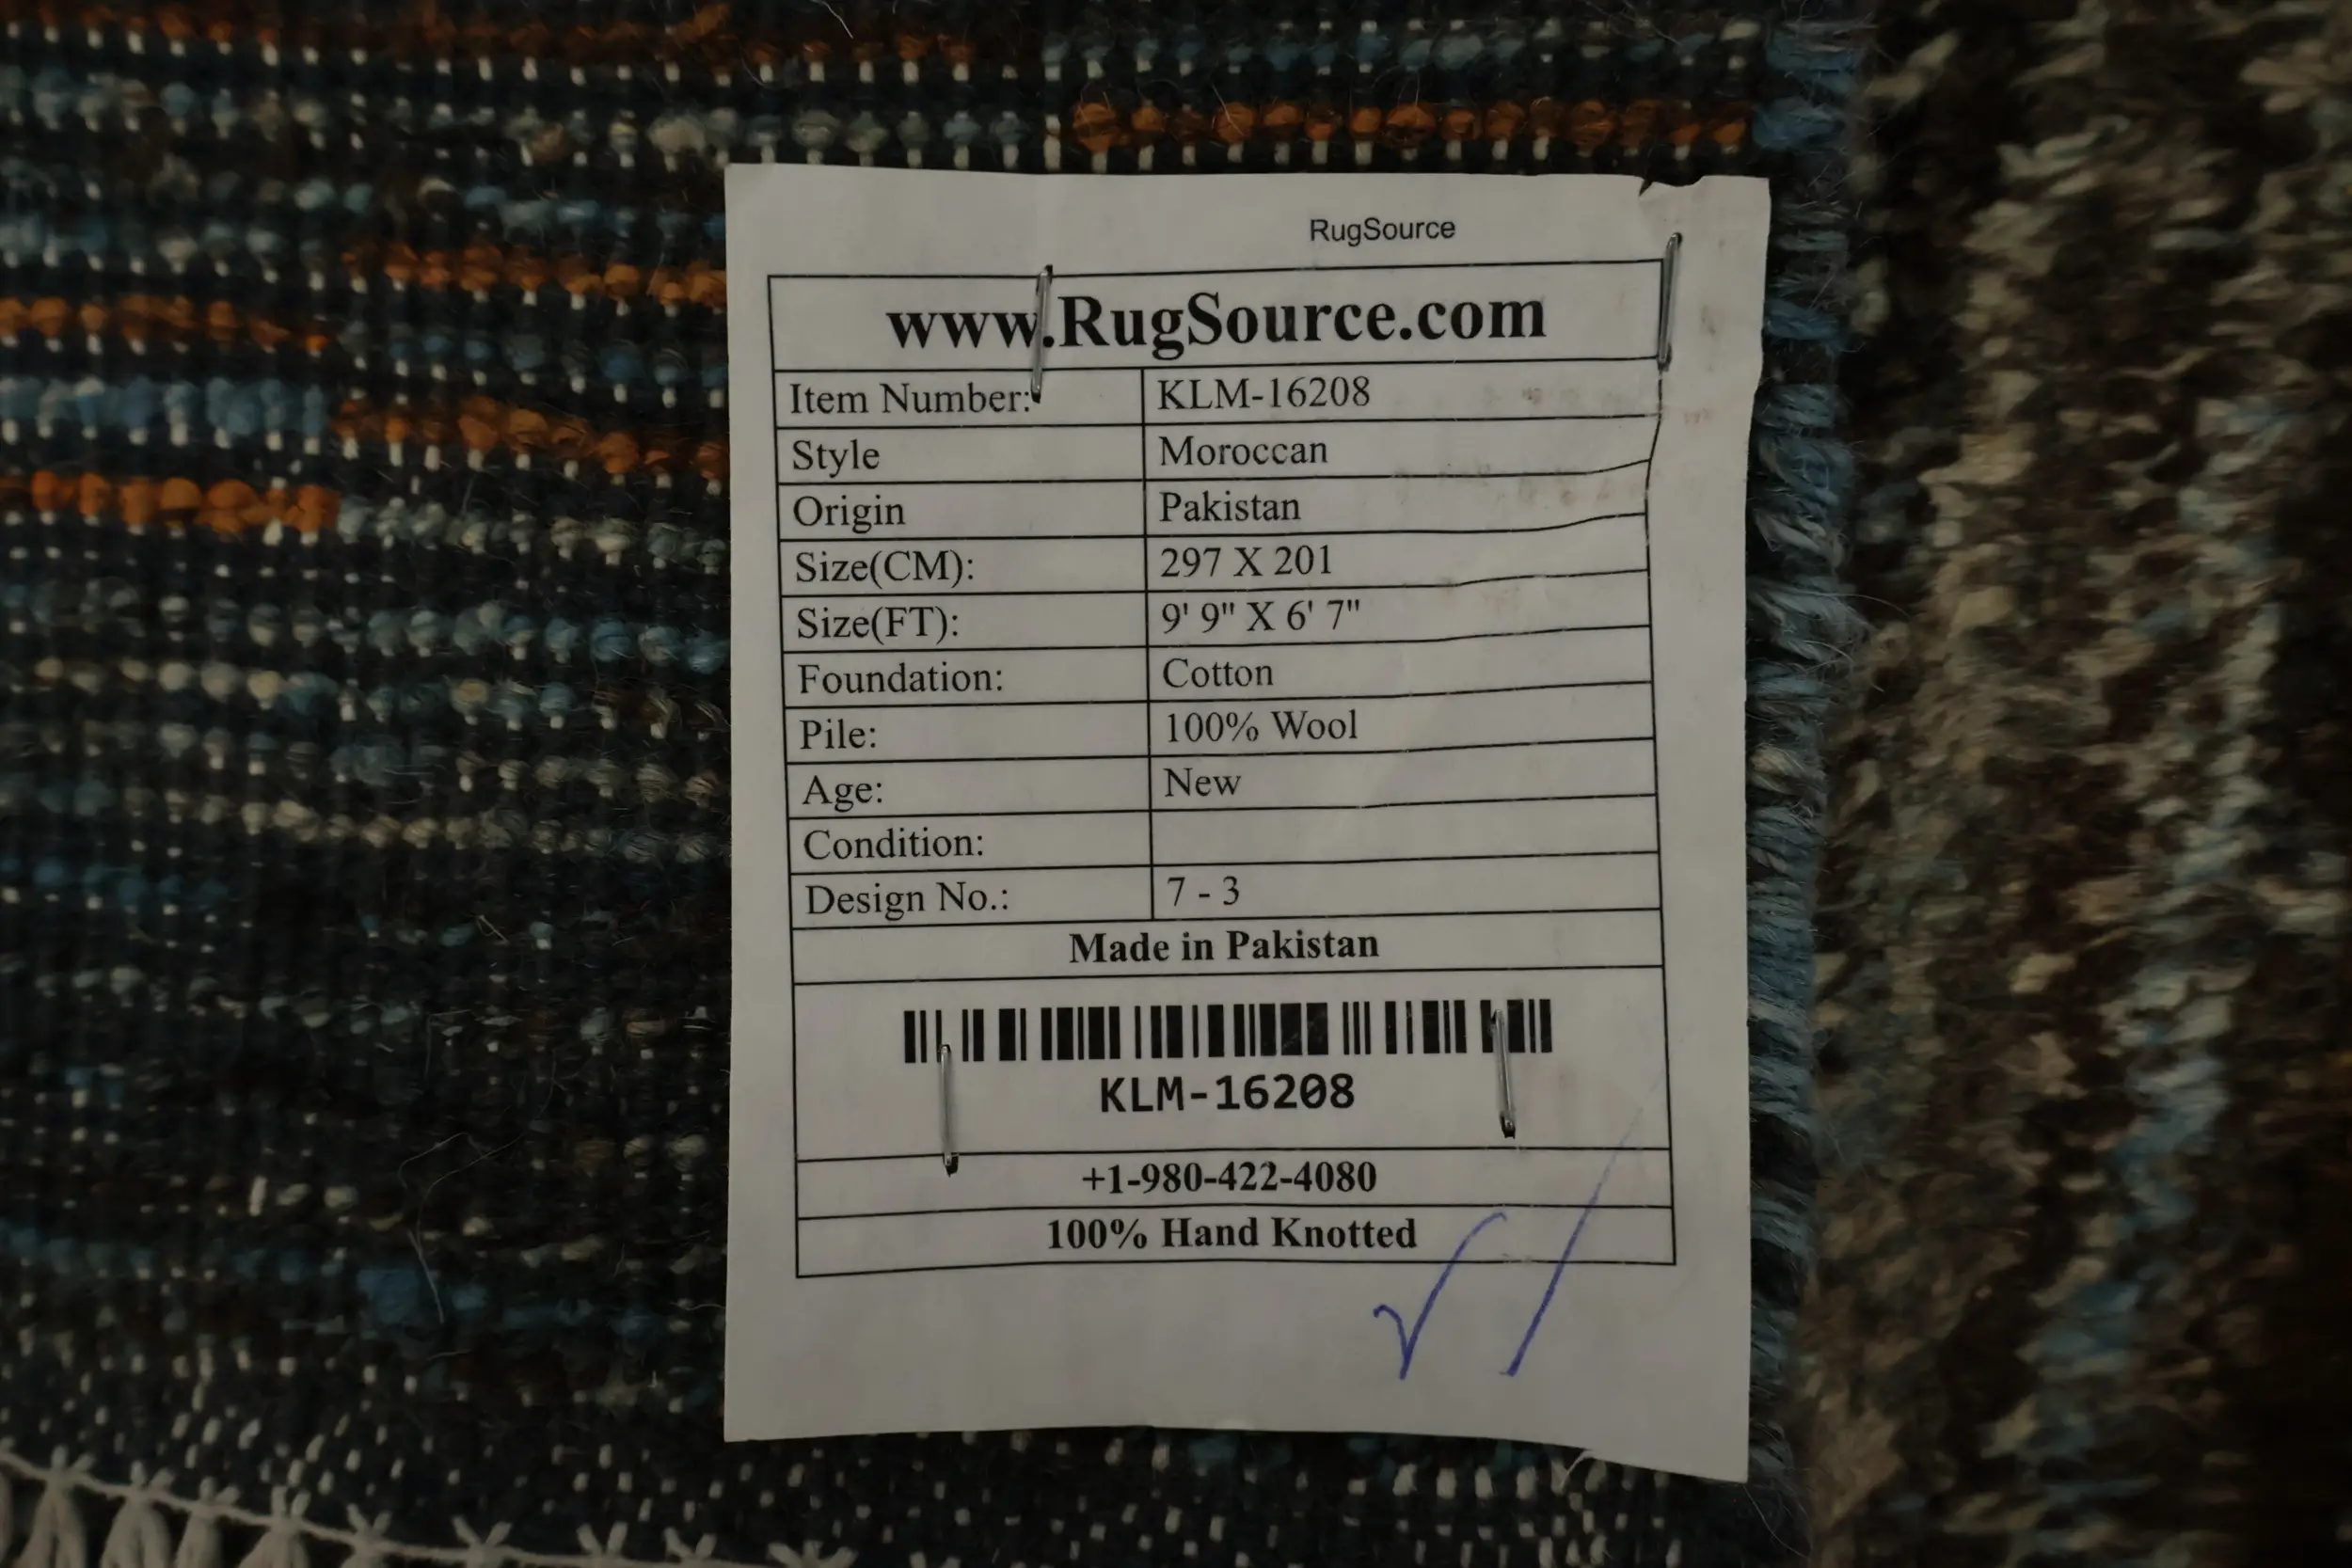 RugSource
www.RugSource.com
Item Number: KLM-16208
Style Moroccan
Origin Pakistan
Size(CM): 297 X 201
Size(FT): 9' 9" X 6' 7"
Foundation: Cotton
Pile: 100% Wool
Age: New
Condition:
Design No.: 7 - 3
Made in Pakistan
KLM-16208
+1-980-422-4080
100% Hand Knotted